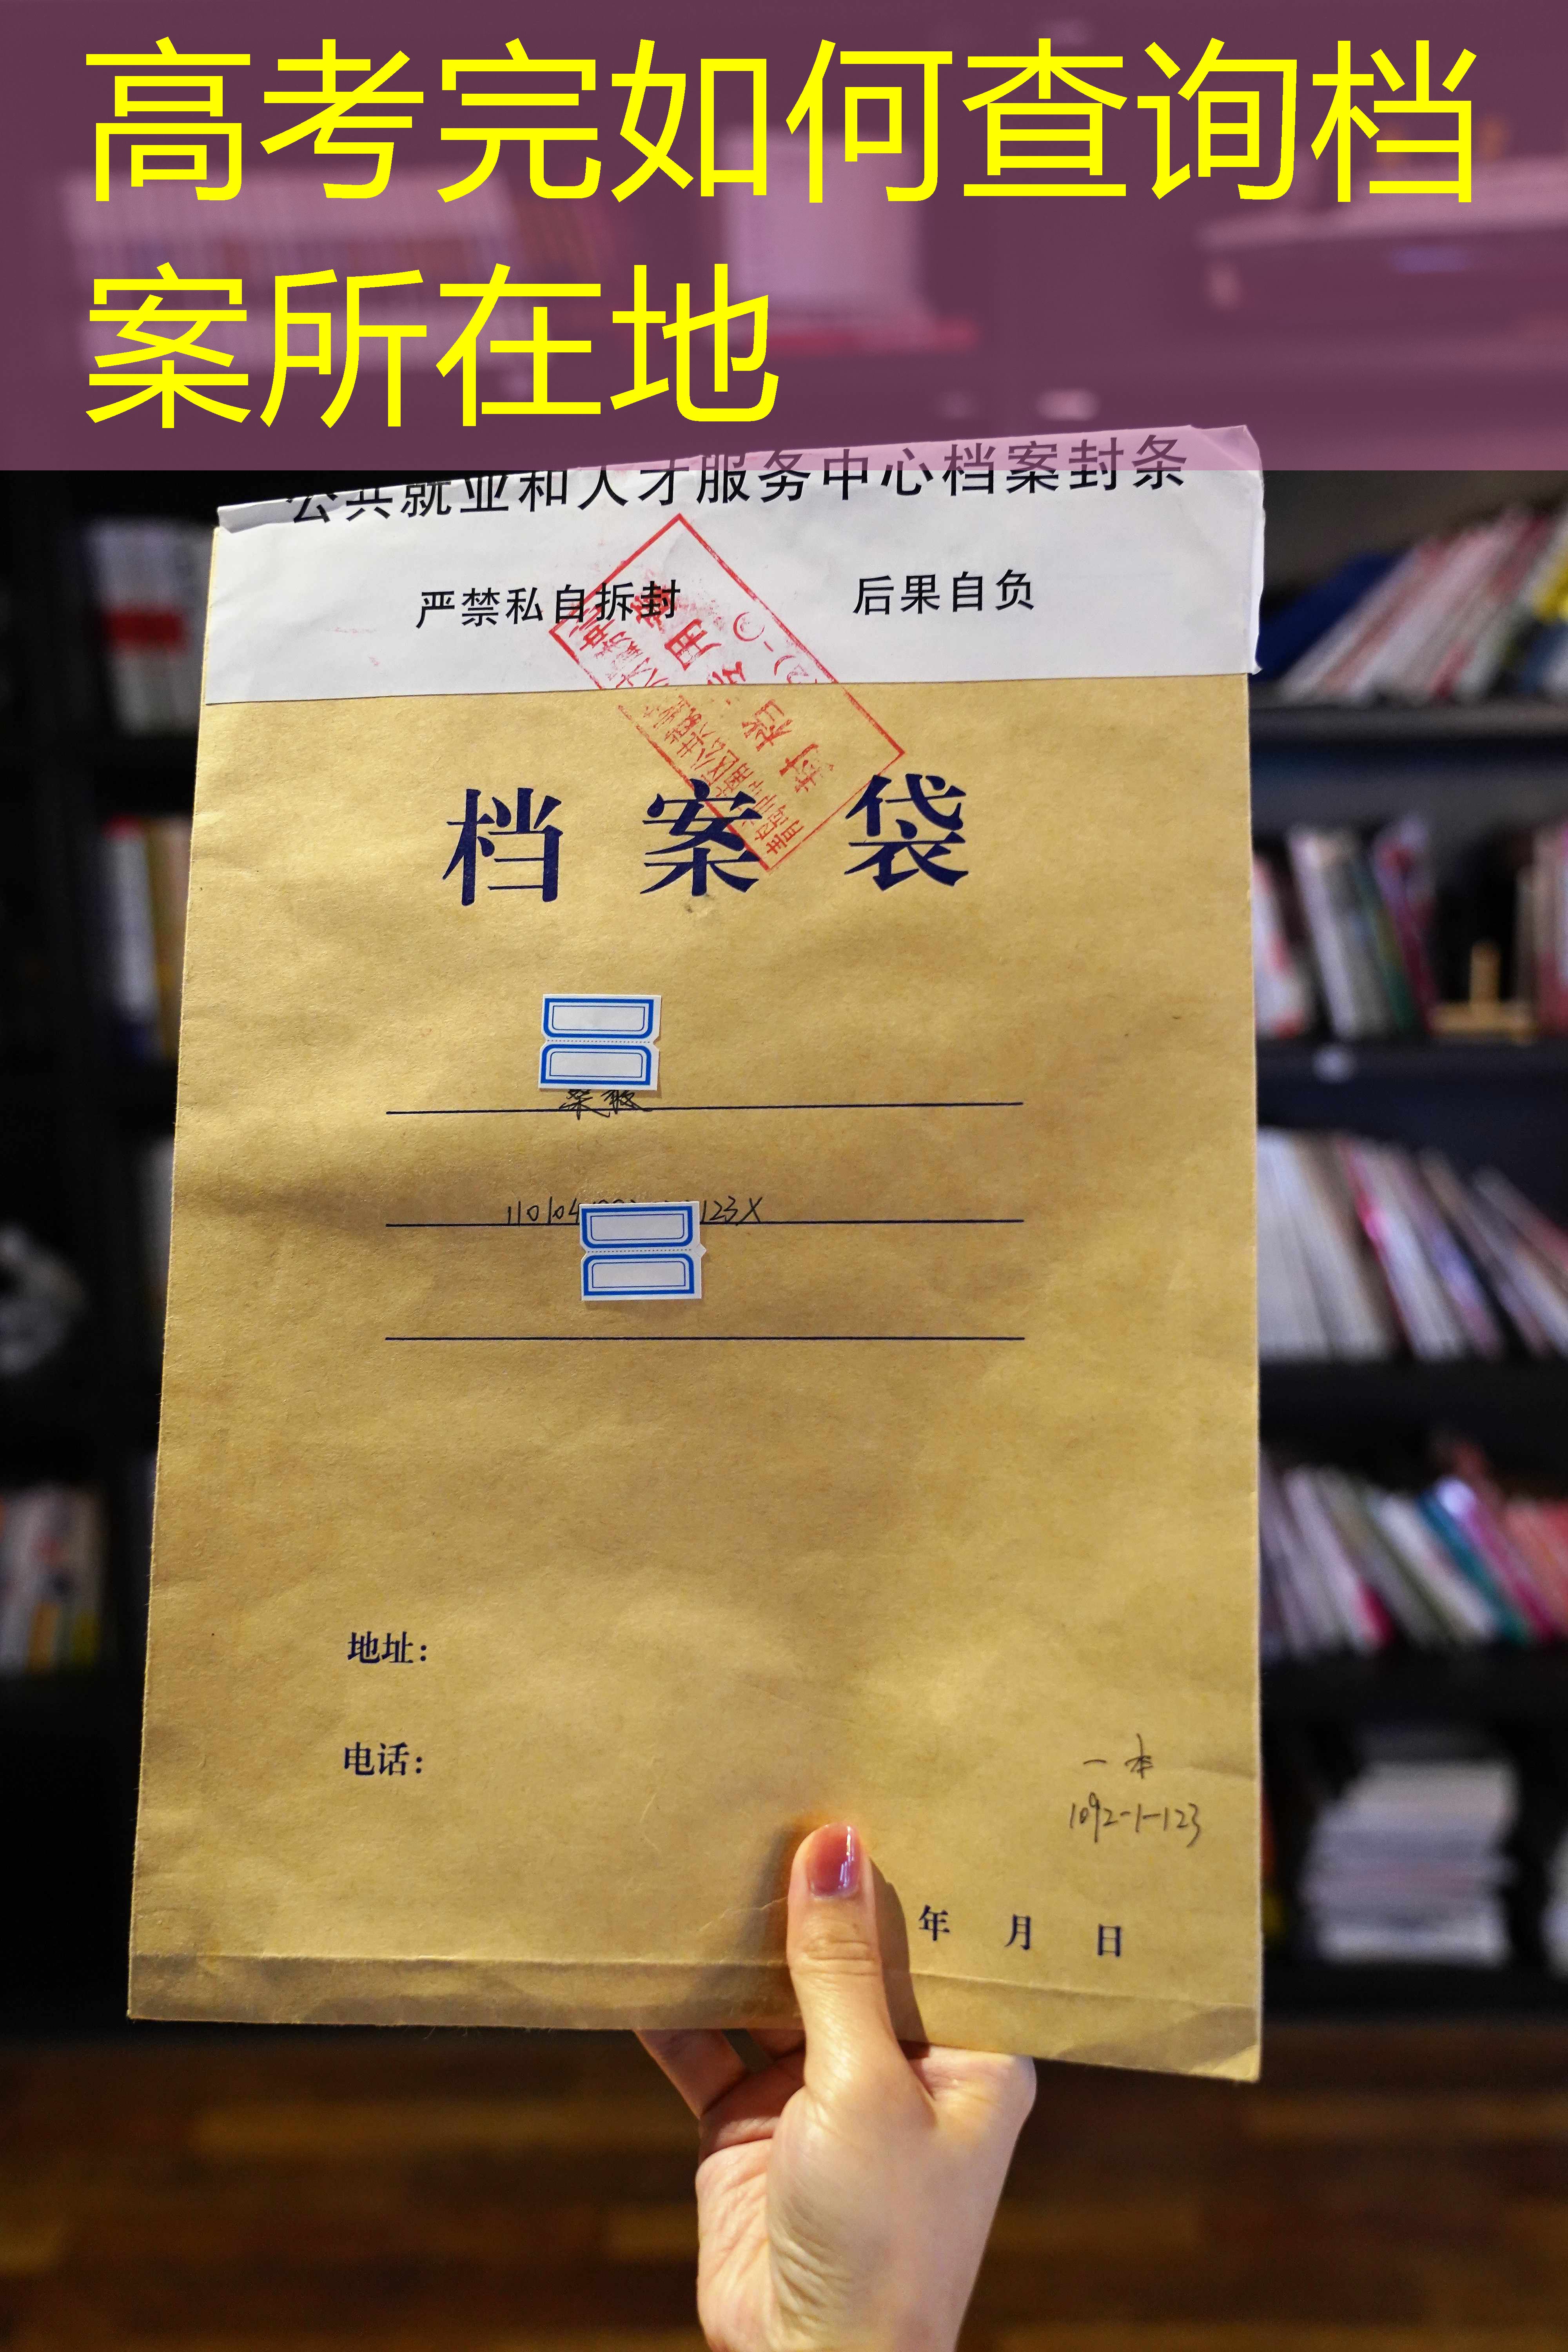 高考完如何查询档
案所在地
公共就业和人才服务中心档案封条
严禁私自拆封 后果自负
档案袋
地址：
电话：
一本
1092-1-123
年 月 日